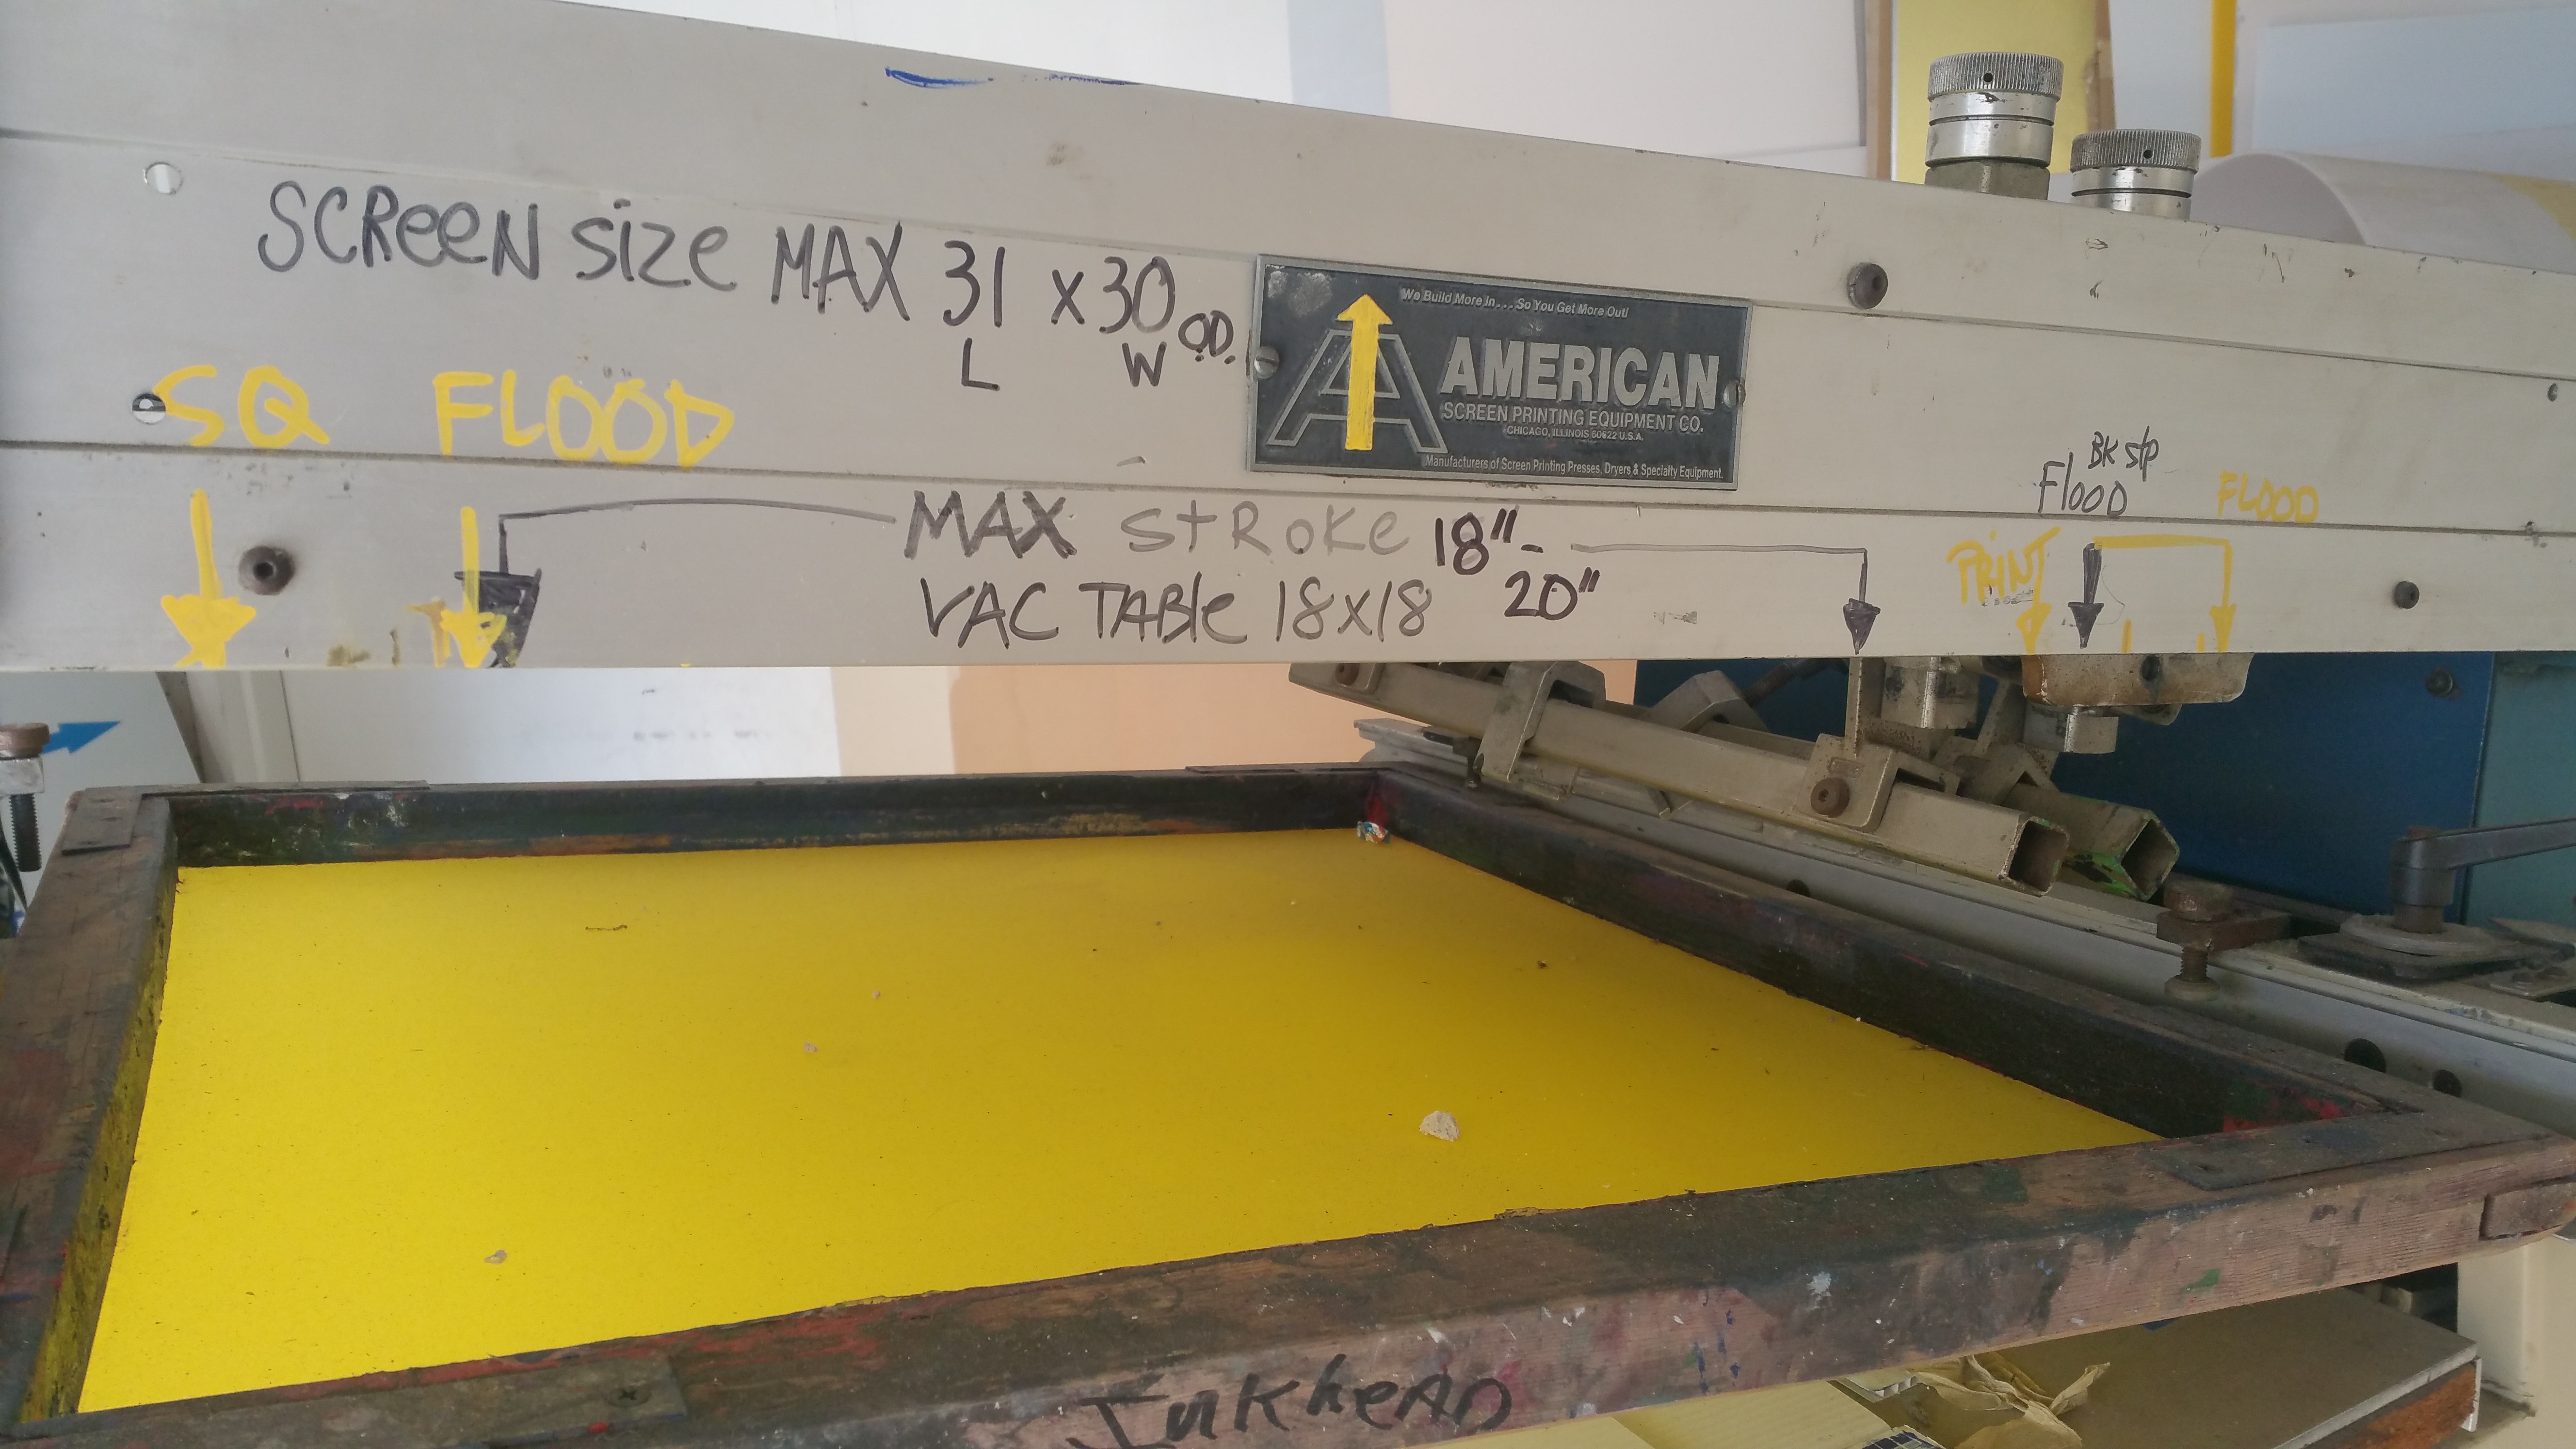 SCREEN SIZE MAX 31 x 30 O.D.
L W
SQ FLOOD
We Build More In . . . So You Get More Out!
AMERICAN
SCREEN PRINTING EQUIPMENT CO.
CHICAGO, ILLINOIS 60622 U.S.A.
Manufacturers of Screen Printing Presses, Dryers & Specialty Equipment.
MAX StRoKe 18"-20"
VAC TABle 18x18
BK stp
Flood
FLOOD
PRINT
InkheAD